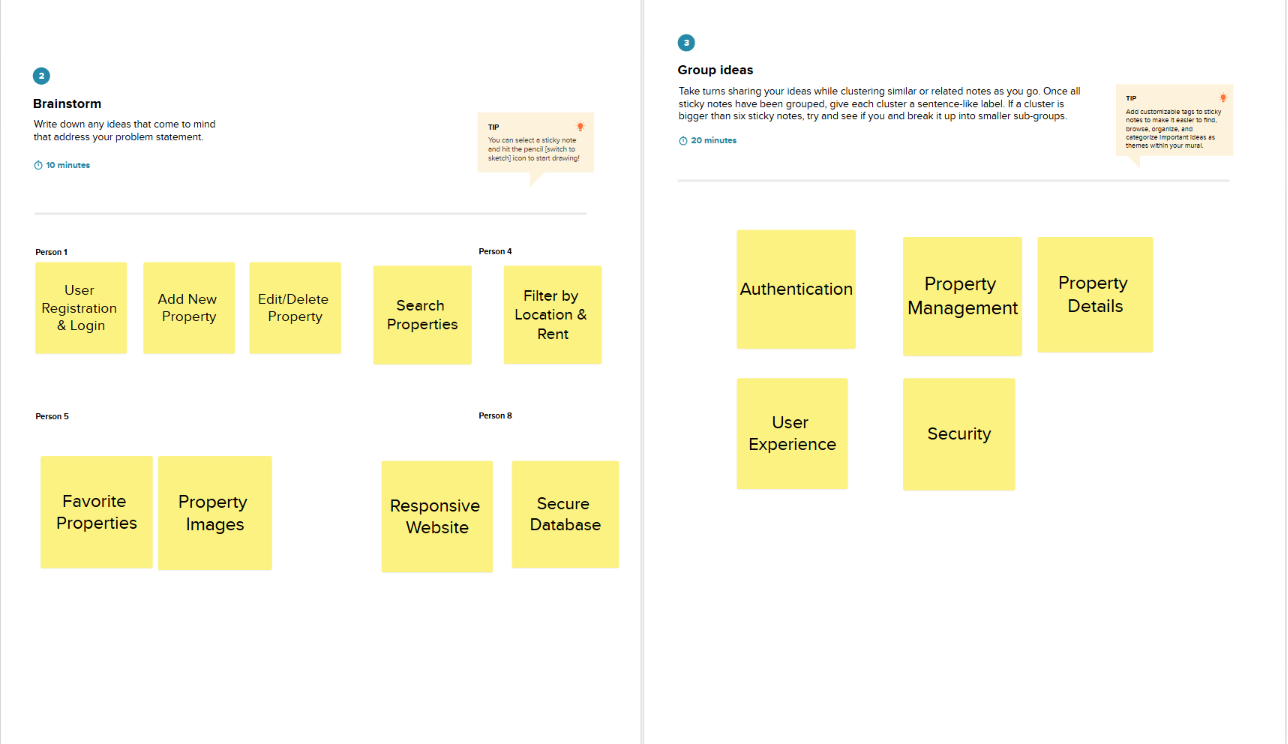 2
Brainstorm
Write down any ideas that come to mind
that address your problem statement.
10 minutes
TIP
You can select a sticky note
and hit the pencil [switch to
sketch] icon to start drawing!
Person 1
User
Registration
& Login
Add New
Property
Edit/Delete
Property
Search
Properties
Person 4
Filter by
Location &
Rent
Person 5
Favorite
Properties
Property
Images
Person 8
Responsive
Website
Secure
Database
3
Group ideas
Take turns sharing your ideas while clustering similar or related notes as you go. Once all
sticky notes have been grouped, give each cluster a sentence-like label. If a cluster is
bigger than six sticky notes, try and see if you and break it up into smaller sub-groups.
20 minutes
TIP
Add customizable tags to sticky
notes to make it easier to find,
browse, organize, and
categorize important ideas as
themes within your mural.
Authentication
Property
Management
Property
Details
User
Experience
Security